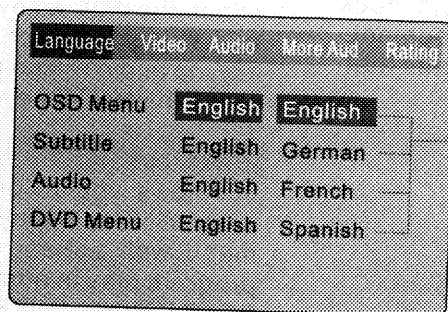 Language Video Audio More Aud Rating
OSD Menu English English
Subtitle English German
Audio English French
DVD Menu English Spanish